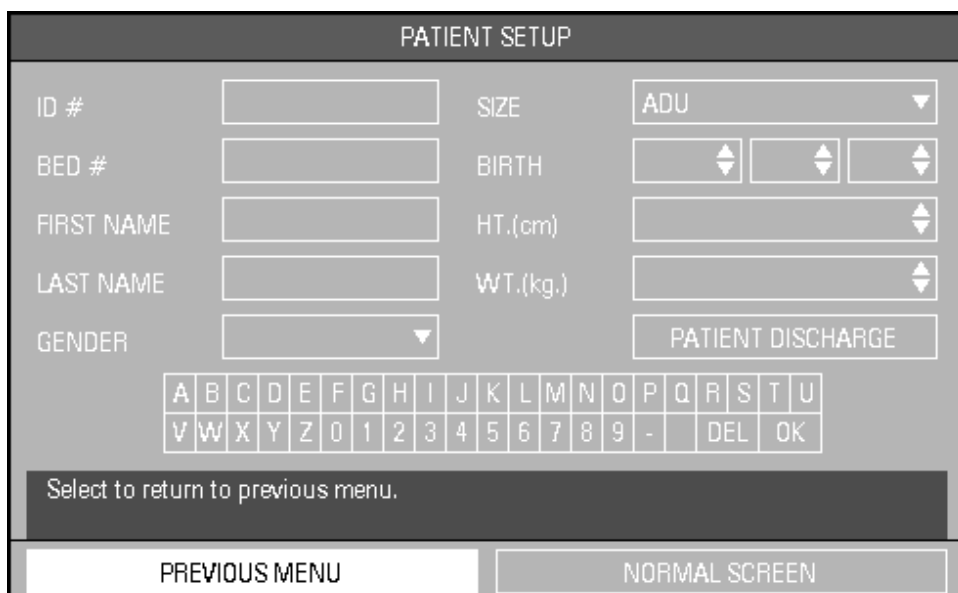 PATIENT SETUP
ID # SIZE ADU
BED # BIRTH
FIRST NAME HT.(cm)
LAST NAME WT.(kg.)
GENDER PATIENT DISCHARGE
A B C D E F G H I J K L M N O P Q R S T U
V W X Y Z 0 1 2 3 4 5 6 7 8 9 - DEL OK
Select to return to previous menu.
PREVIOUS MENU NORMAL SCREEN